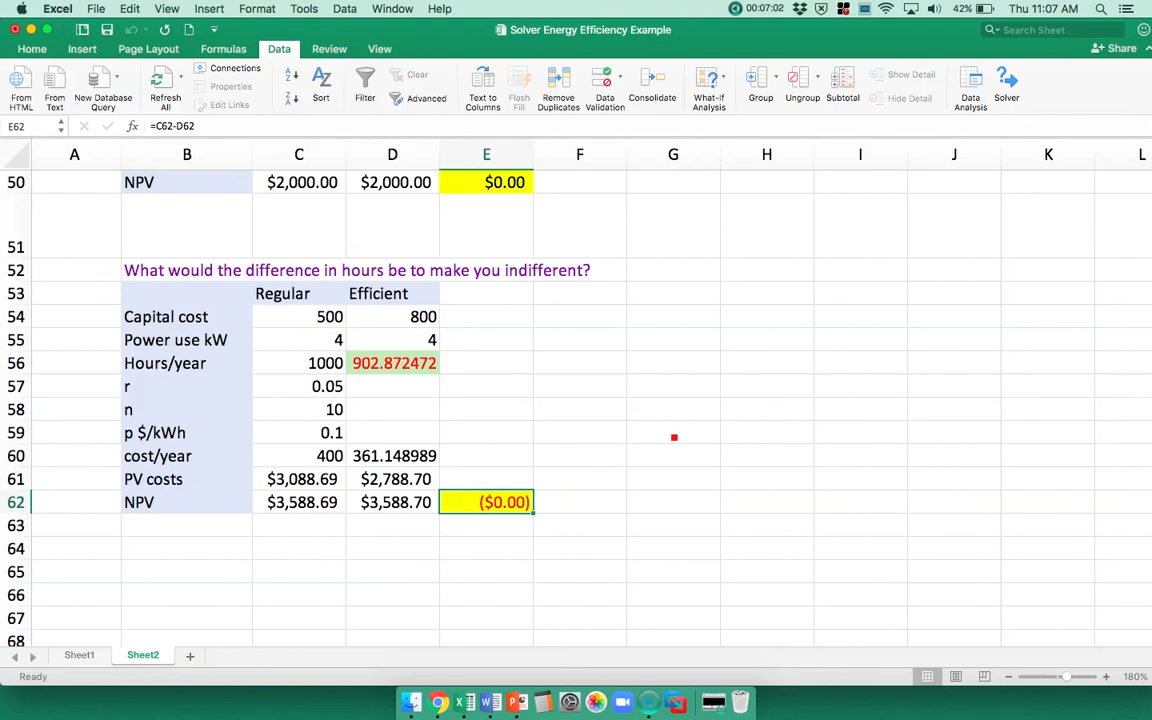 Excel File Edit View Insert Format Tools Data Window Help 00:07:02 42% Thu 11:07 AM
Solver Energy Efficiency Example Search Sheet
Home Insert Page Layout Formulas Data Review View Share
Connections Properties Edit Links Clear Advanced Show Detail Hide Detail
From HTML From Text New Database Query Refresh All Sort Filter Text to Columns Flash Fill Remove Duplicates Data Validation Consolidate What-If Analysis Group Ungroup Subtotal Data Analysis Solver
E62 fx =C62-D62
A B C D E F G H I J K L
50 NPV $2,000.00 $2,000.00 $0.00
51
52 What would the difference in hours be to make you indifferent?
53 Regular Efficient
54 Capital cost 500 800
55 Power use kW 4 4
56 Hours/year 1000 902.872472
57 r 0.05
58 n 10
59 p $/kWh 0.1
60 cost/year 400 361.148989
61 PV costs $3,088.69 $2,788.70
62 NPV $3,588.69 $3,588.70 ($0.00)
63
64
65
66
67
68
Sheet1 Sheet2 +
Ready 180%